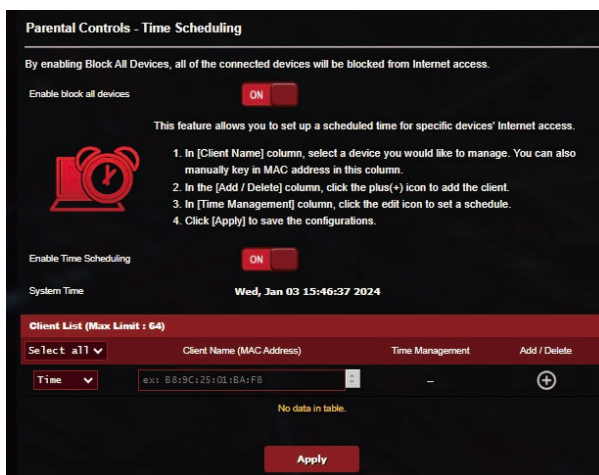 Parental Controls - Time Scheduling
By enabling Block All Devices, all of the connected devices will be blocked from Internet access.
Enable block all devices
ON
This feature allows you to set up a scheduled time for specific devices' Internet access.
1. In [Client Name] column, select a device you would like to manage. You can also
manually key in MAC address in this column.
2. In the [Add / Delete] column, click the plus(+) icon to add the client.
3. In [Time Management] column, click the edit icon to set a schedule.
4. Click [Apply] to save the configurations.
Enable Time Scheduling
ON
System Time
Wed, Jan 03 15:46:37 2024
Client List (Max Limit : 64)
Select all Client Name (MAC Address) Time Management Add / Delete
Time ex: B8:9C:25:01:BA:F8 –
No data in table.
Apply